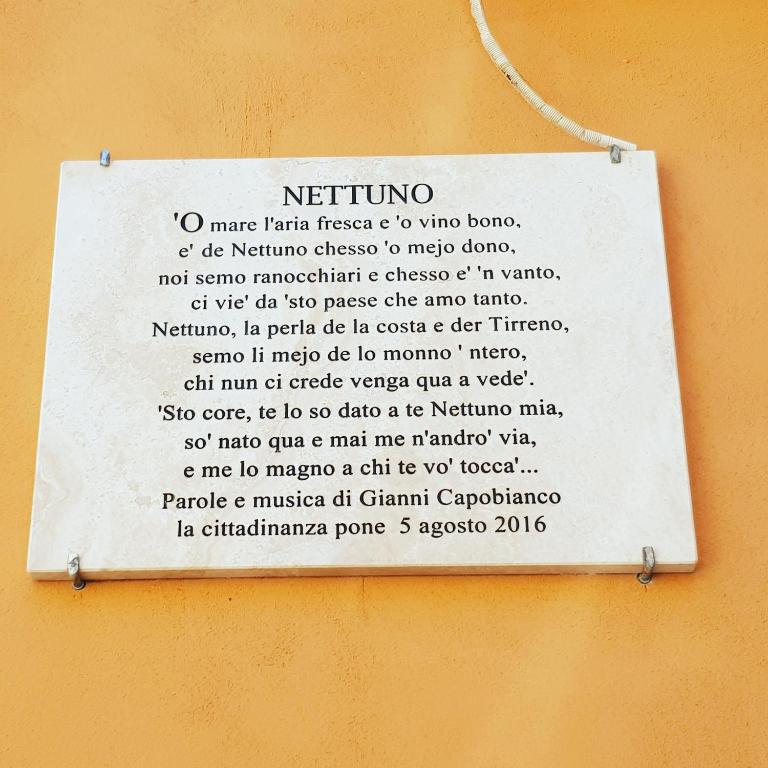 NETTUNO
'O mare l'aria fresca e 'o vino bono,
e' de Nettuno chesso 'o mejo dono,
noi semo ranocchiari e chesso e' 'n vanto,
ci vie' da 'sto paese che amo tanto.
Nettuno, la perla de la costa e der Tirreno,
semo li mejo de lo monno ' ntero,
chi nun ci crede venga qua a vede'.
'Sto core, te lo so dato a te Nettuno mia,
so' nato qua e mai me n'andro' via,
e me lo magno a chi te vo' tocca'...
Parole e musica di Gianni Capobianco
la cittadinanza pone 5 agosto 2016